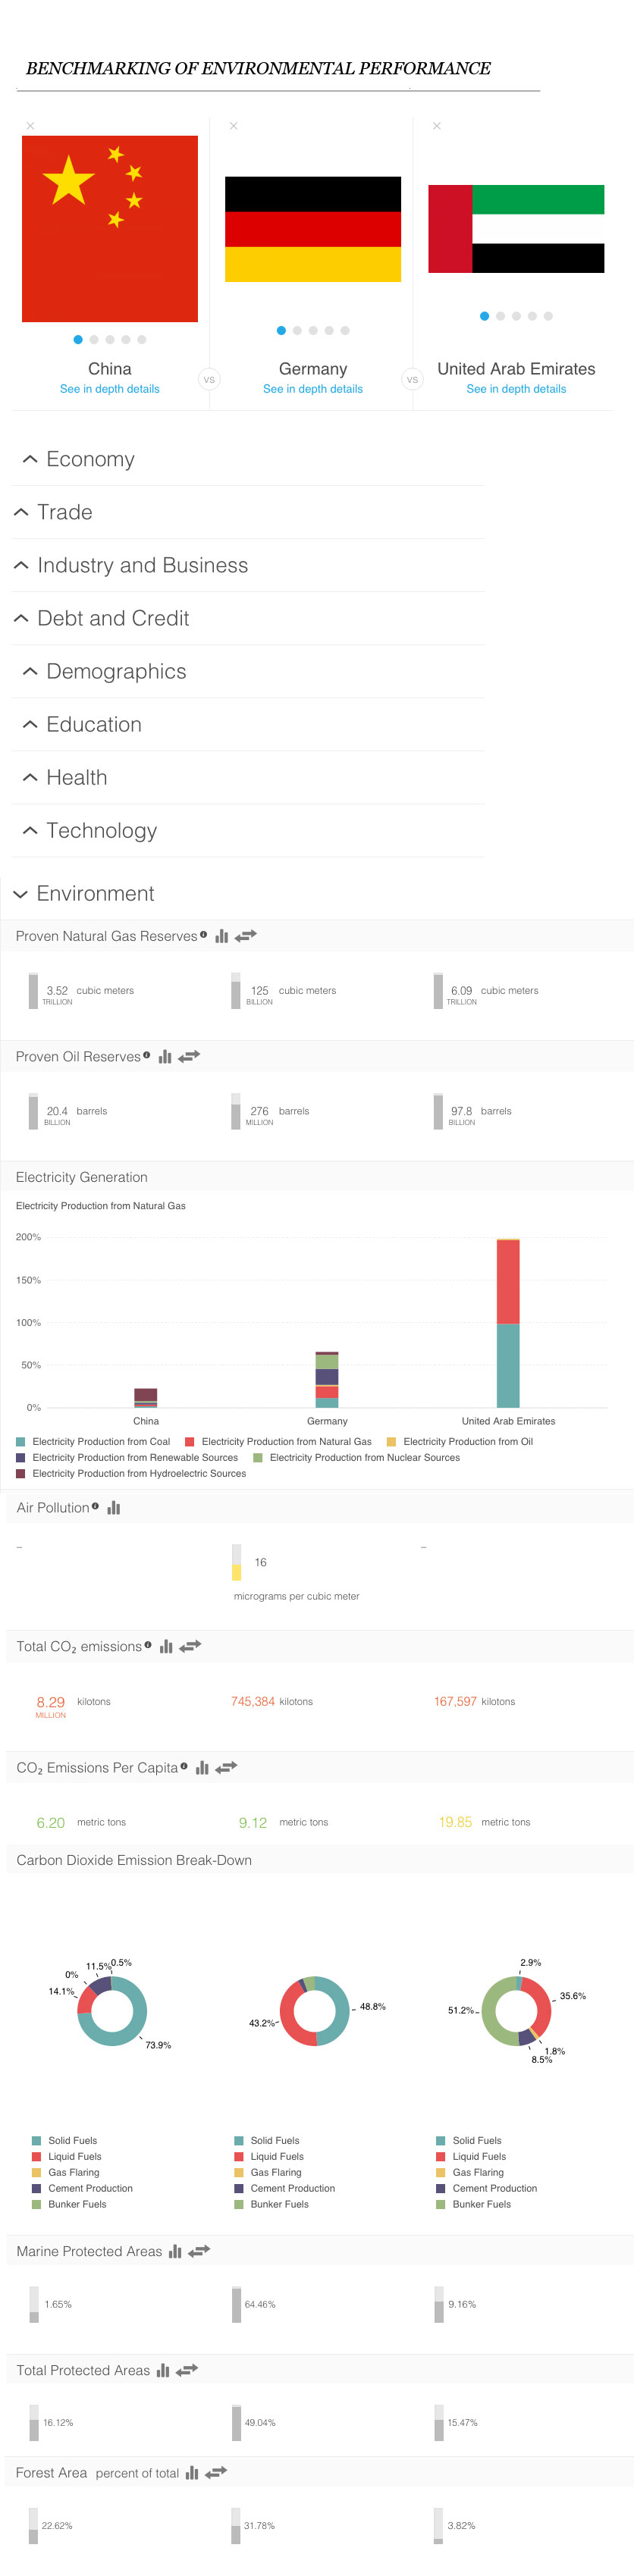 BENCHMARKING OF ENVIRONMENTAL PERFORMANCE
China VS Germany VS United Arab Emirates
See in depth details See in depth details See in depth details
Economy
Trade
Industry and Business
Debt and Credit
Demographics
Education
Health
Technology
Environment
Proven Natural Gas Reserves
3.52 cubic meters 125 cubic meters 6.09 cubic meters
TRILLION BILLION TRILLION
Proven Oil Reserves
20.4 barrels 276 barrels 97.8 barrels
BILLION MILLION BILLION
Electricity Generation
Electricity Production from Natural Gas
200%
150%
100%
50%
0%
China Germany United Arab Emirates
Electricity Production from Coal Electricity Production from Natural Gas Electricity Production from Oil
Electricity Production from Renewable Sources Electricity Production from Nuclear Sources
Electricity Production from Hydroelectric Sources
Air Pollution
– 16 –
micrograms per cubic meter
Total CO₂ emissions
8.29 kilotons 745,384 kilotons 167,597 kilotons
MILLION
CO₂ Emissions Per Capita
6.20 metric tons 9.12 metric tons 19.85 metric tons
Carbon Dioxide Emission Break-Down
14.1% 0% 11.5% 0.5% 73.9%
43.2% 48.8%
51.2% 2.9% 35.6% 1.8% 8.5%
Solid Fuels Solid Fuels Solid Fuels
Liquid Fuels Liquid Fuels Liquid Fuels
Gas Flaring Gas Flaring Gas Flaring
Cement Production Cement Production Cement Production
Bunker Fuels Bunker Fuels Bunker Fuels
Marine Protected Areas
1.65% 64.46% 9.16%
Total Protected Areas
16.12% 49.04% 15.47%
Forest Area percent of total
22.62% 31.78% 3.82%